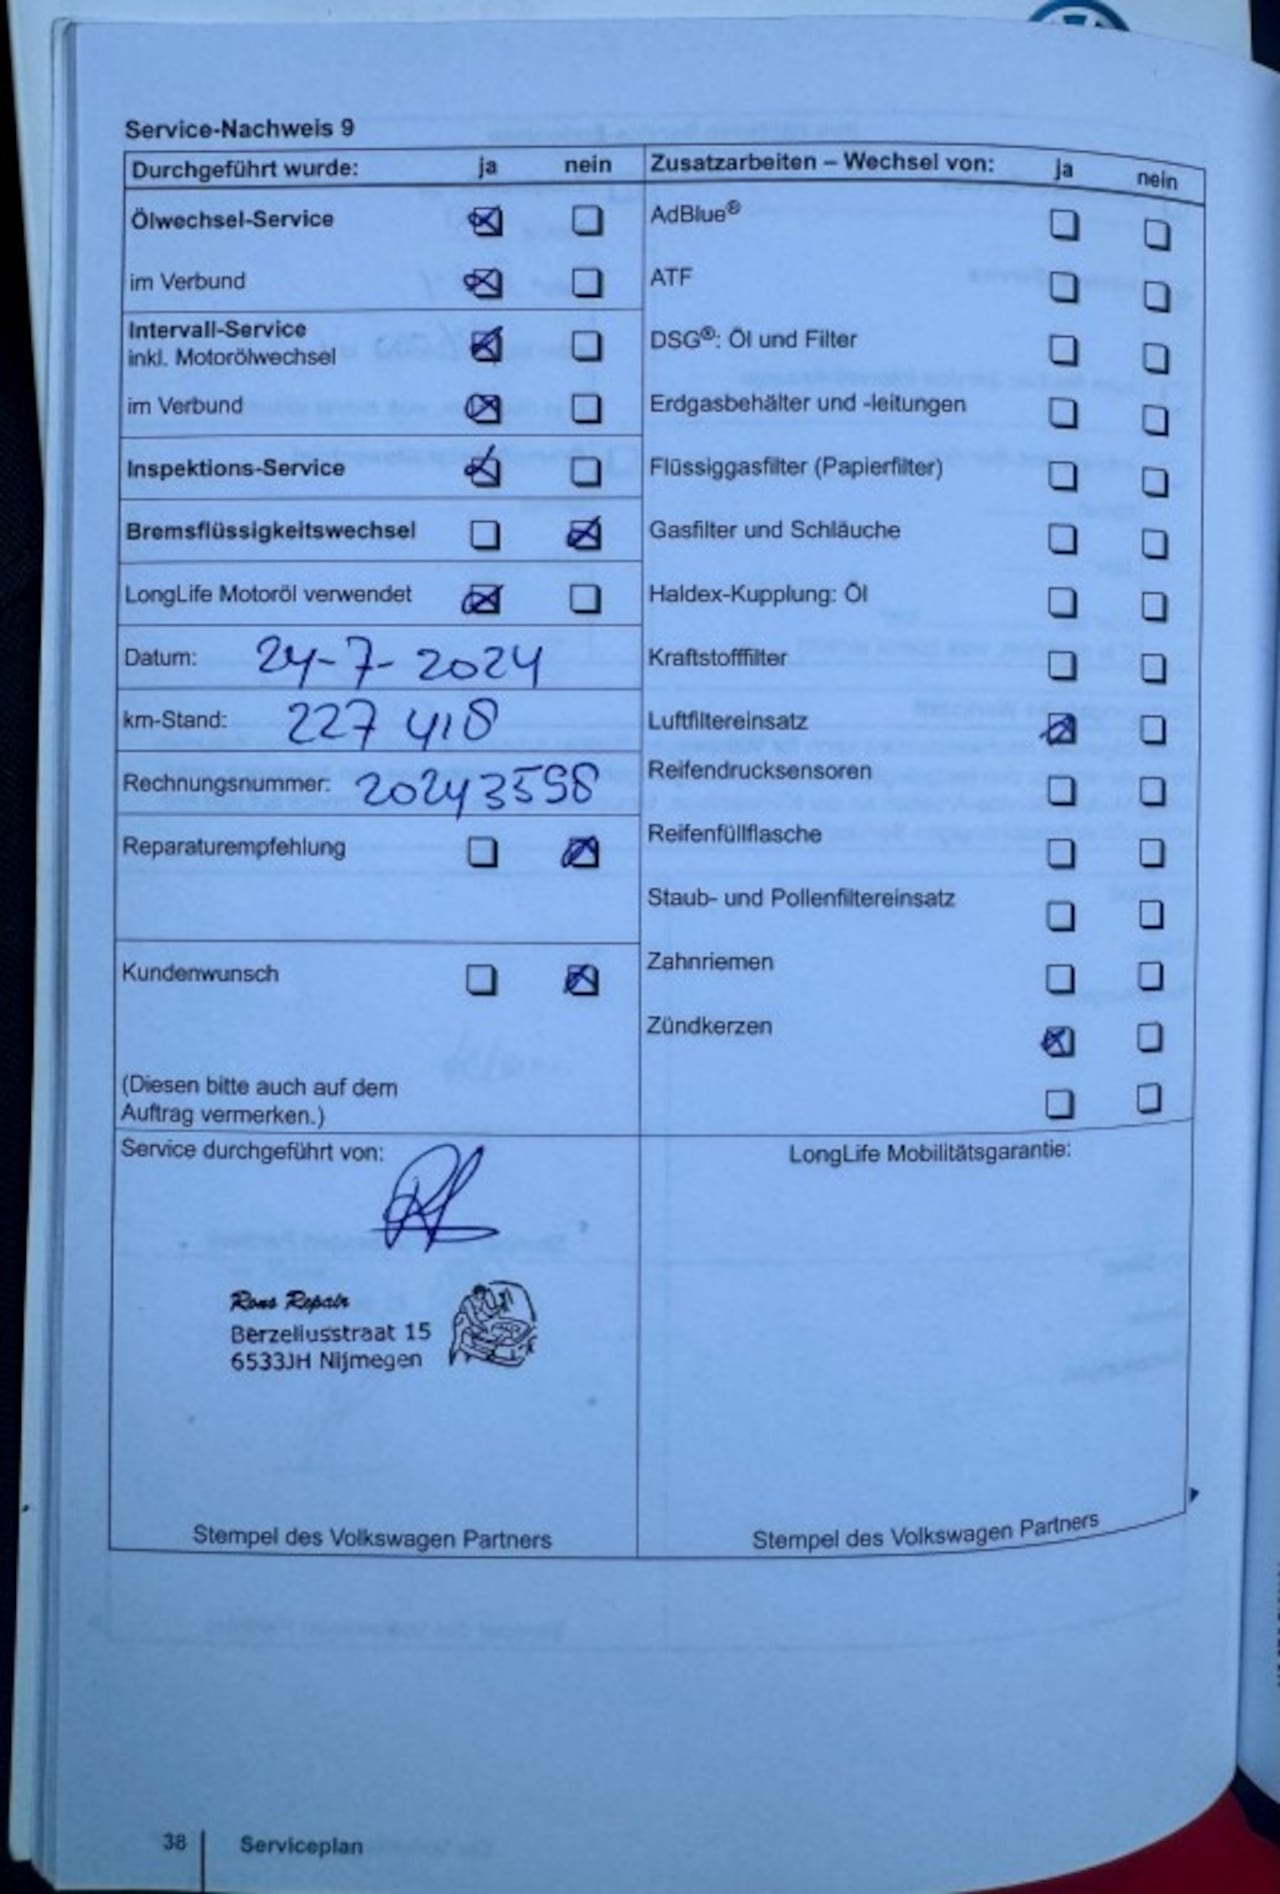 Service-Nachweis 9
Durchgeführt wurde: ja nein
Ölwechsel-Service
im Verbund
Intervall-Service
inkl. Motorölwechsel
im Verbund
Inspektions-Service
Bremsflüssigkeitswechsel
LongLife Motoröl verwendet
Datum: 24-7-2024
km-Stand: 227 418
Rechnungsnummer: 20243598
Reparaturempfehlung
Kundenwunsch
(Diesen bitte auch auf dem
Auftrag vermerken.)
Service durchgeführt von:
Rons Repair
Berzeliusstraat 15
6533JH Nijmegen
Stempel des Volkswagen Partners
Zusatzarbeiten – Wechsel von: ja nein
AdBlue®
ATF
DSG®: Öl und Filter
Erdgasbehälter und -leitungen
Flüssiggasfilter (Papierfilter)
Gasfilter und Schläuche
Haldex-Kupplung: Öl
Kraftstofffilter
Luftfiltereinsatz
Reifendrucksensoren
Reifenfüllflasche
Staub- und Pollenfiltereinsatz
Zahnriemen
Zündkerzen
LongLife Mobilitätsgarantie:
Stempel des Volkswagen Partners
38 Serviceplan